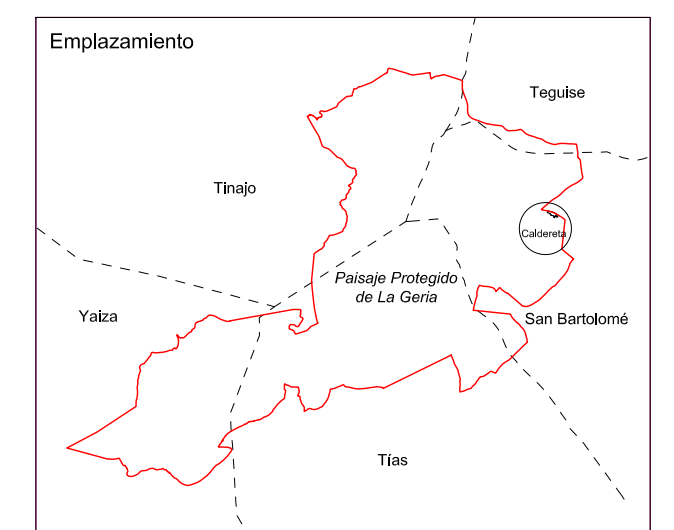 Emplazamiento
Teguise
Tinajo
Caldereta
Paisaje Protegido
de La Geria
Yaiza
San Bartolomé
Tías